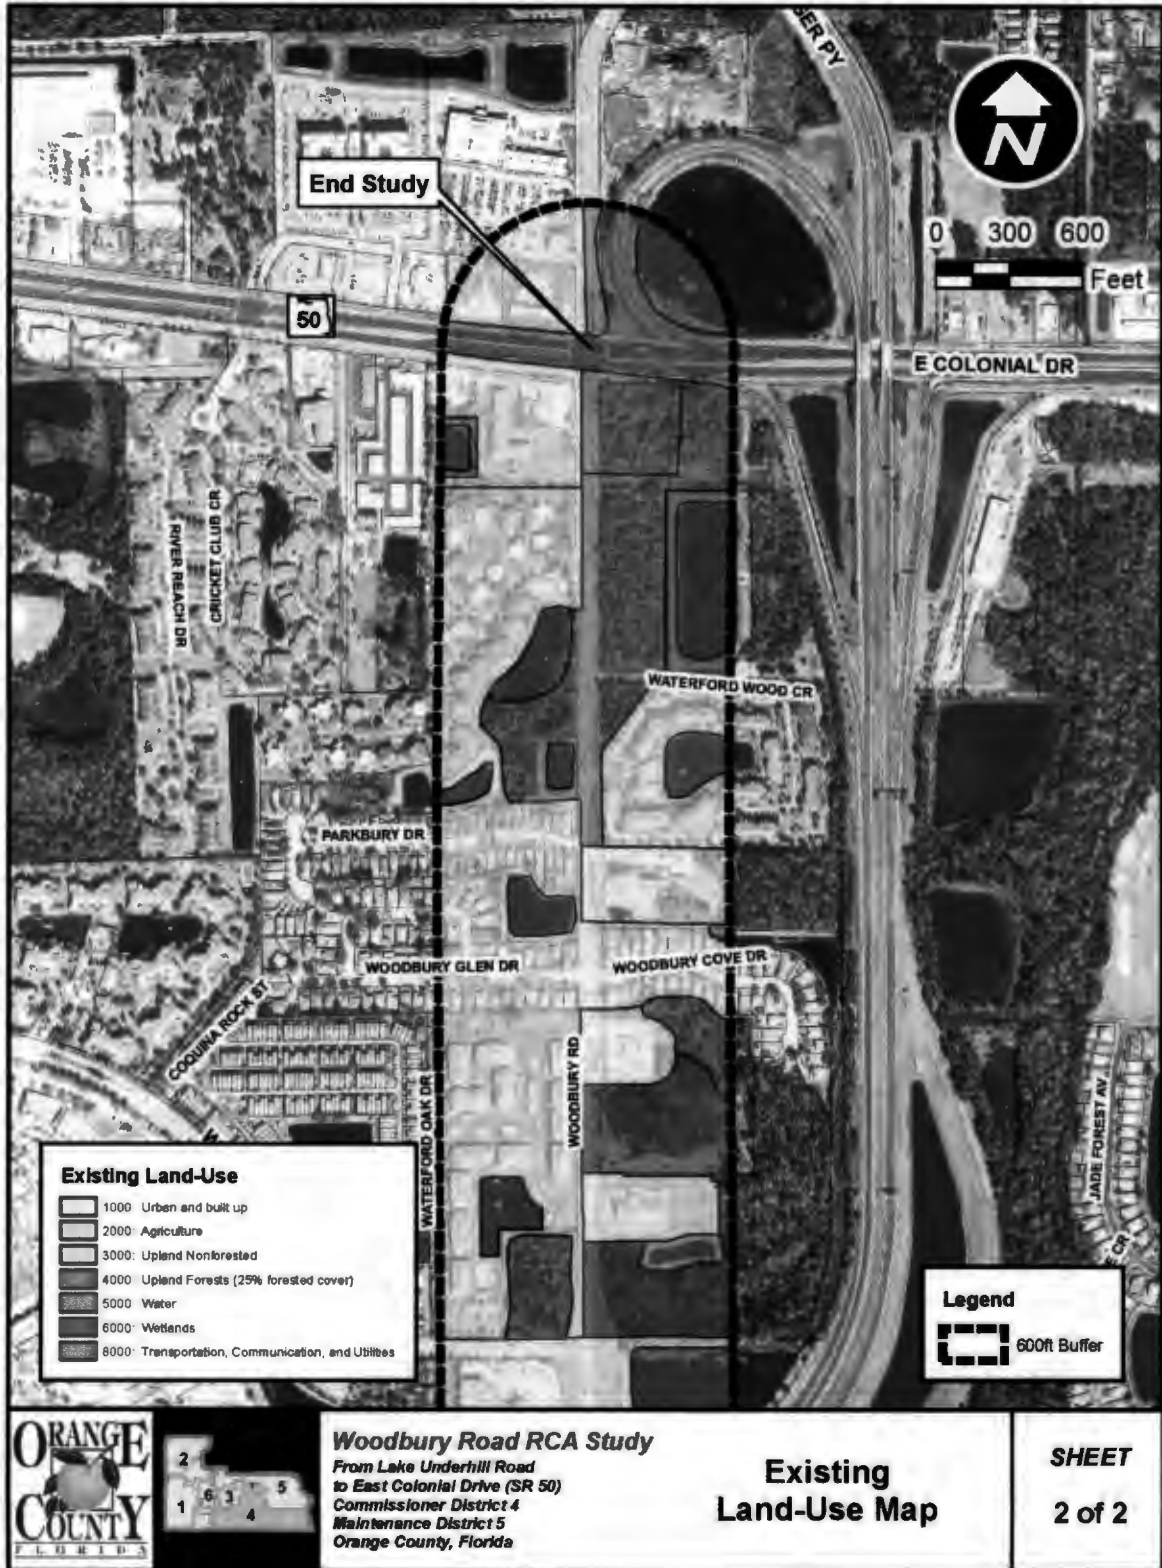 SER PY
N
0 300 600
Feet
End Study
50
E COLONIAL DR
RIVER REACH DR
CRICKET CLUB CR
WATERFORD WOOD CR
PARKBURY DR
WOODBURY GLEN DR
WOODBURY COVE DR
COQUINA ROCK ST
WOODBURY RD
WATERFORD OAK DR
JADE FOREST AV
E CR
W
Existing Land-Use
1000: Urban and built up
2000: Agriculture
3000: Upland Nonforested
4000: Upland Forests (25% forested cover)
5000: Water
6000: Wetlands
8000: Transportation, Communication, and Utilities
Legend
600ft Buffer
ORANGE
COUNTY
FLORIDA
2
1
6
3
5
4
Woodbury Road RCA Study
From Lake Underhill Road
to East Colonial Drive (SR 50)
Commissioner District 4
Maintenance District 5
Orange County, Florida
Existing
Land-Use Map
SHEET
2 of 2